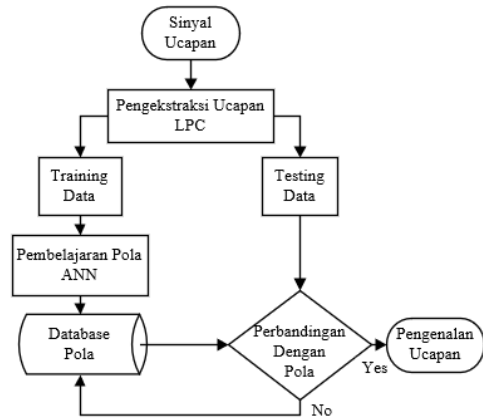 Sinyal
Ucapan
Pengekstraksi Ucapan
LPC
Training
Data
Testing
Data
Pembelajaran Pola
ANN
Database
Pola
Perbandingan
Dengan
Pola
Yes
Pengenalan
Ucapan
No